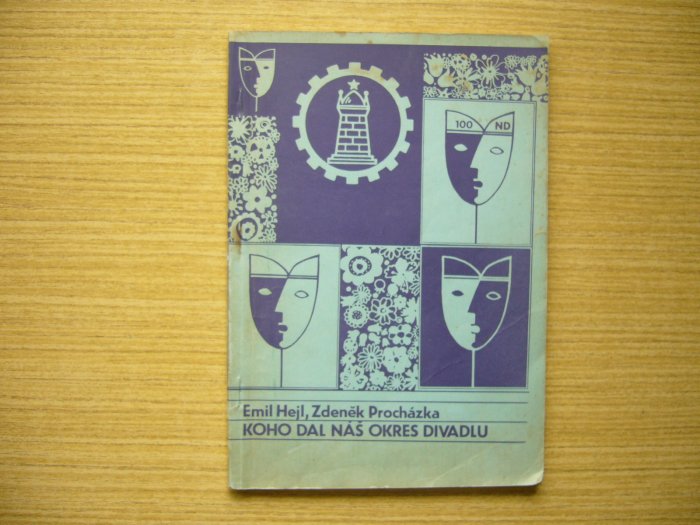 100 ND
Emil Hejl, Zdeněk Procházka
KOHO DAL NÁŠ OKRES DIVADLU